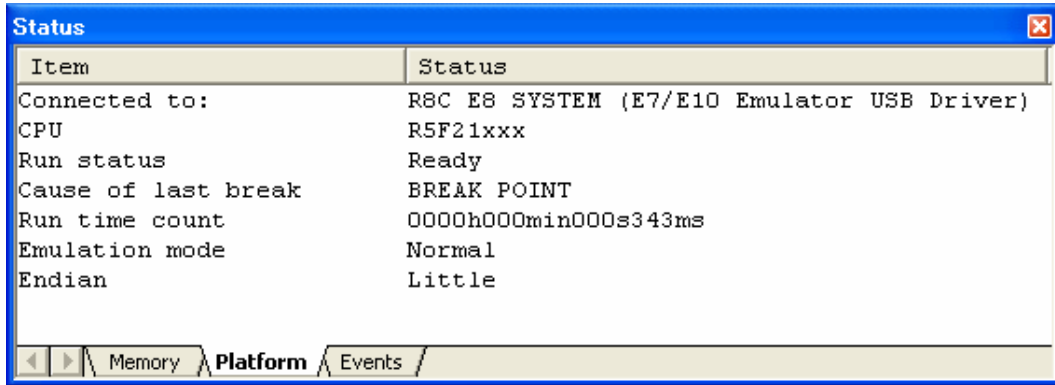 Status
Item Status
Connected to: R8C E8 SYSTEM (E7/E10 Emulator USB Driver)
CPU R5F21xxx
Run status Ready
Cause of last break BREAK POINT
Run time count 0000h000min000s343ms
Emulation mode Normal
Endian Little
Memory Platform Events